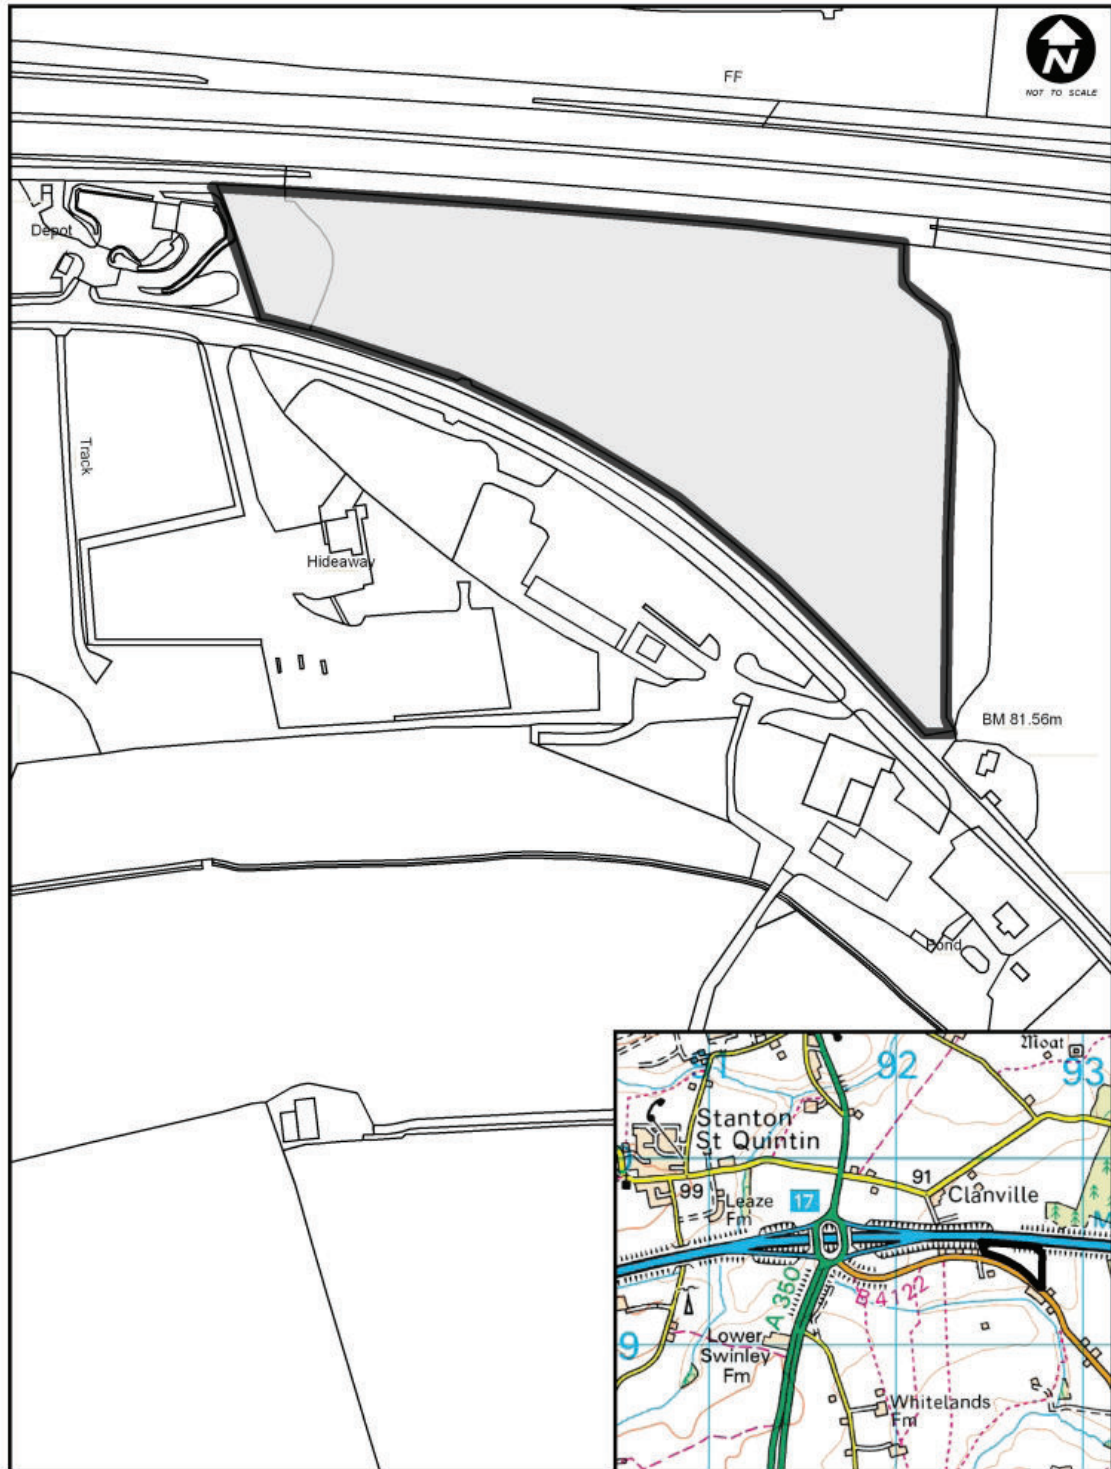 N
NOT TO SCALE
FF
Depot
Track
Hideaway
BM 81.56m
Pond
Moat
92
93
Stanton
St Quintin
91
99
Leaze
Fm
17
Clanville
M
A 350
B 4122
9
Lower
Swinley
Fm
Whitelands
Fm